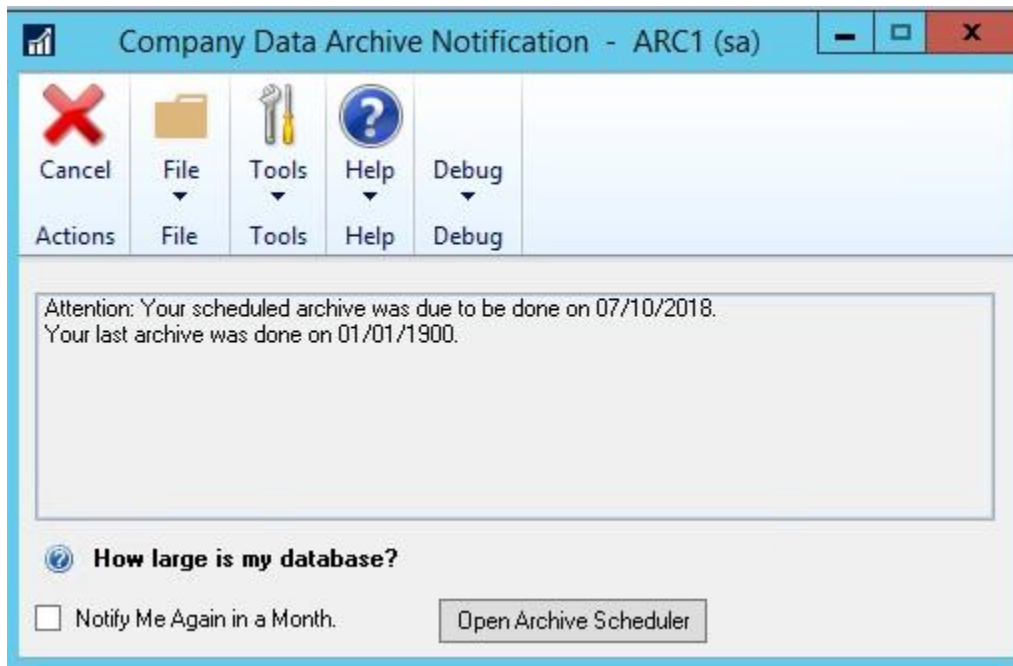 Company Data Archive Notification - ARC1 (sa)
Cancel File Tools Help Debug
Actions File Tools Help Debug
Attention: Your scheduled archive was due to be done on 07/10/2018.
Your last archive was done on 01/01/1900.
How large is my database?
Notify Me Again in a Month.
Open Archive Scheduler